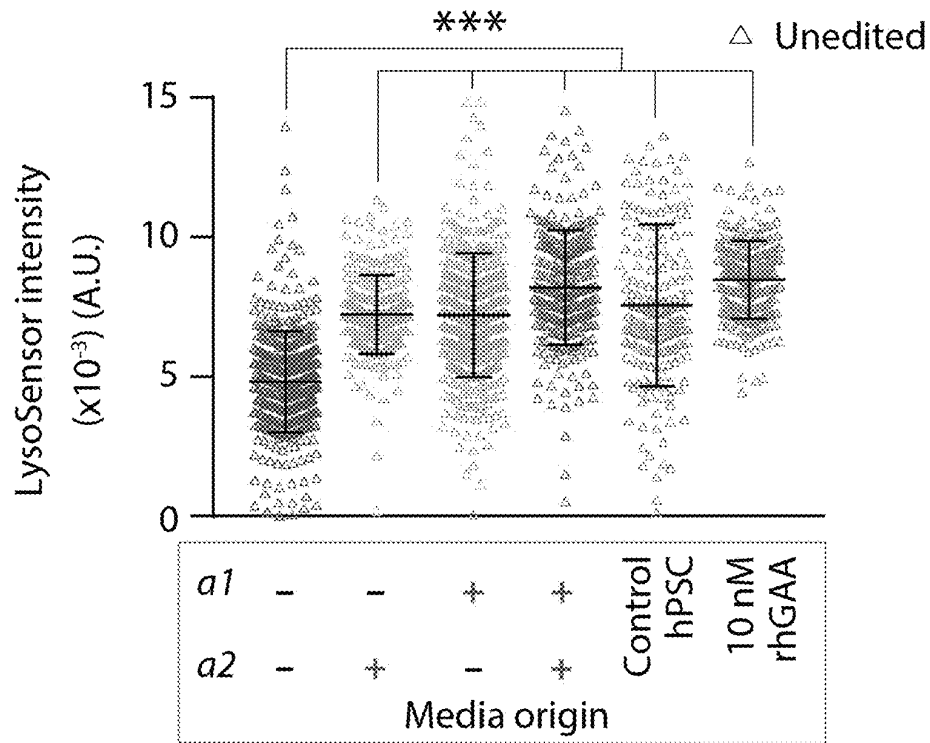 ***
△ Unedited
LysoSensor intensity
(x10⁻³) (A.U.)
15
10
5
0
a1 - - + + Control hPSC 10 nM rhGAA
a2 - + - +
Media origin